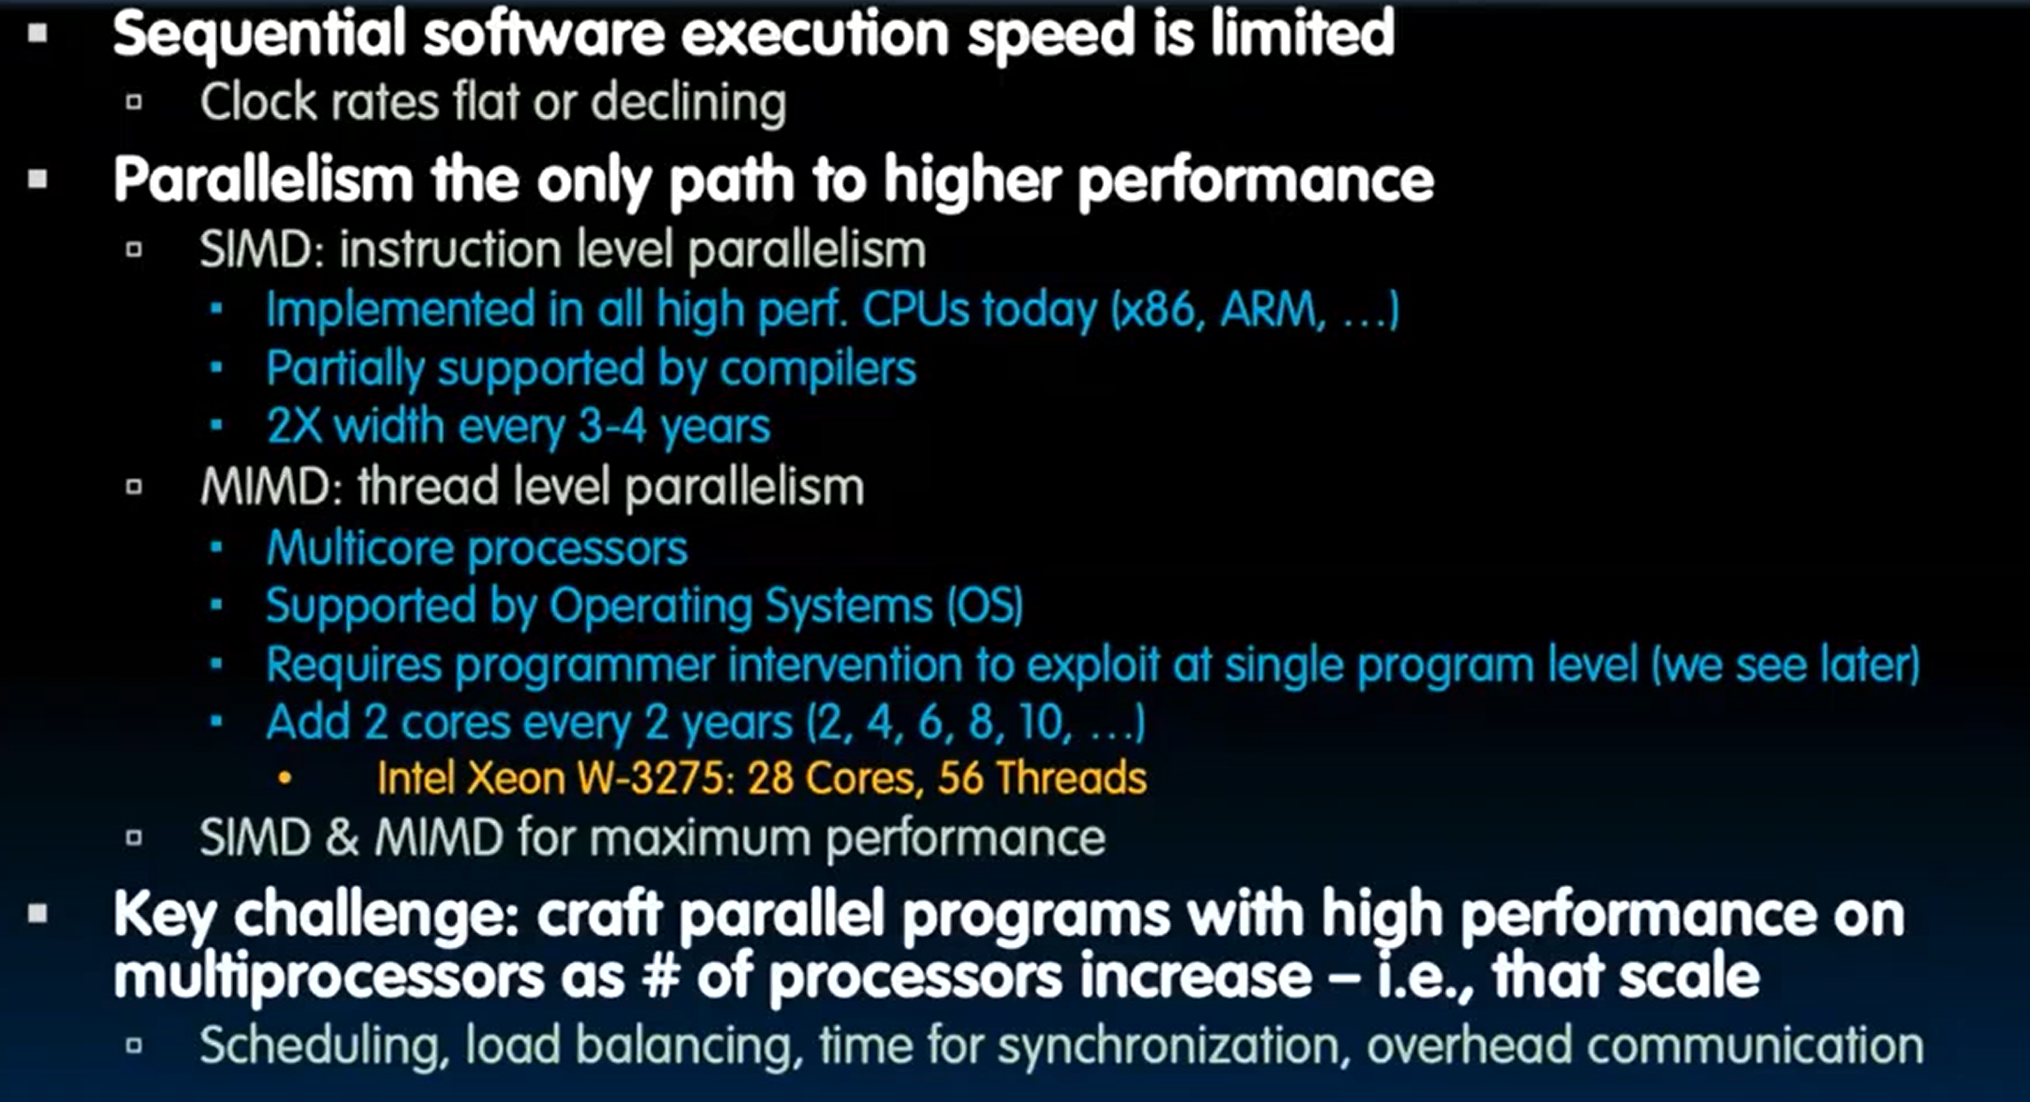 Sequential software execution speed is limited
Clock rates flat or declining
Parallelism the only path to higher performance
SIMD: instruction level parallelism
Implemented in all high perf. CPUs today (x86, ARM, …)
Partially supported by compilers
2X width every 3-4 years
MIMD: thread level parallelism
Multicore processors
Supported by Operating Systems (OS)
Requires programmer intervention to exploit at single program level (we see later)
Add 2 cores every 2 years (2, 4, 6, 8, 10, …)
Intel Xeon W-3275: 28 Cores, 56 Threads
SIMD & MIMD for maximum performance
Key challenge: craft parallel programs with high performance on
multiprocessors as # of processors increase – i.e., that scale
Scheduling, load balancing, time for synchronization, overhead communication